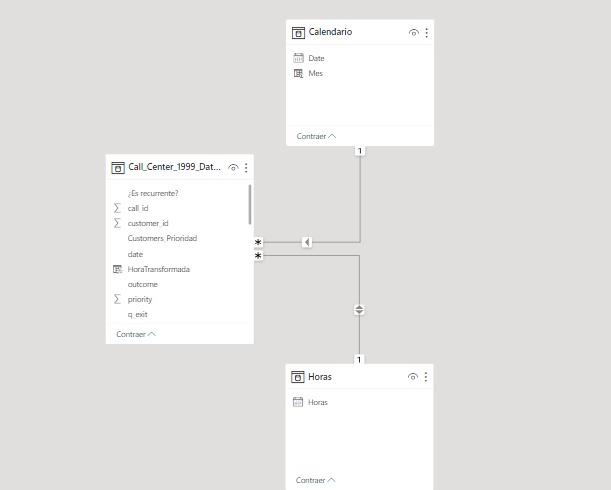 Calendario
Date
Mes
Contraer
1
Call_Center_1999_Dat...
¿Es recurrente?
call_id
customer_id
Customers_Prioridad
date
HoraTransformada
outcome
priority
q_exit
Contraer
*
*
1
Horas
Horas
Contraer